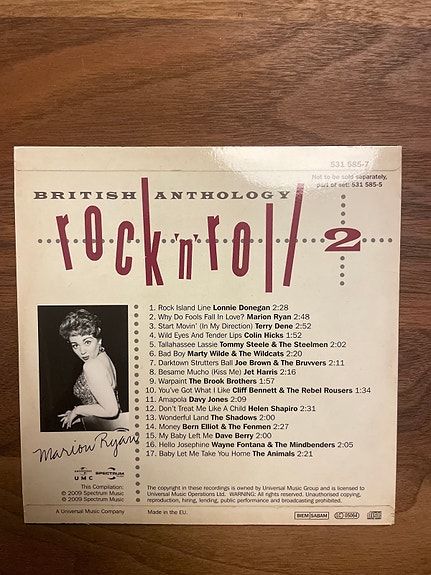 531 585-7
Not to be sold separately,
part of set: 531 585-5
BRITISH ANTHOLOGY
rock 'n' roll 2
1. Rock Island Line Lonnie Donegan 2:28
2. Why Do Fools Fall In Love? Marion Ryan 2:48
3. Start Movin' (In My Direction) Terry Dene 2:52
4. Wild Eyes And Tender Lips Colin Hicks 1:52
5. Tallahassee Lassie Tommy Steele & The Steelmen 2:02
6. Bad Boy Marty Wilde & The Wildcats 2:20
7. Darktown Strutters Ball Joe Brown & The Bruvvers 2:11
8. Besame Mucho (Kiss Me) Jet Harris 2:16
9. Warpaint The Brook Brothers 1:57
10. You've Got What I Like Cliff Bennett & The Rebel Rousers 1:34
11. Amapola Davy Jones 2:09
12. Don't Treat Me Like A Child Helen Shapiro 2:31
13. Wonderful Land The Shadows 2:00
14. Money Bern Elliot & The Fenmen 2:27
15. My Baby Left Me Dave Berry 2:00
16. Hello Josephine Wayne Fontana & The Mindbenders 2:05
17. Baby Let Me Take You Home The Animals 2:21
Marion Ryan
UMC
SPECTRUM
This Compilation:
℗ 2009 Spectrum Music
© 2009 Spectrum Music
The copyright in these recordings is owned by Universal Music Group and is licensed to
Universal Music Operations Ltd. WARNING: All rights reserved. Unauthorised copying,
reproduction, hiring, lending, public performance and broadcasting prohibited.
A Universal Music Company
Made in the EU.
BIEM/SABAM
LC 05064